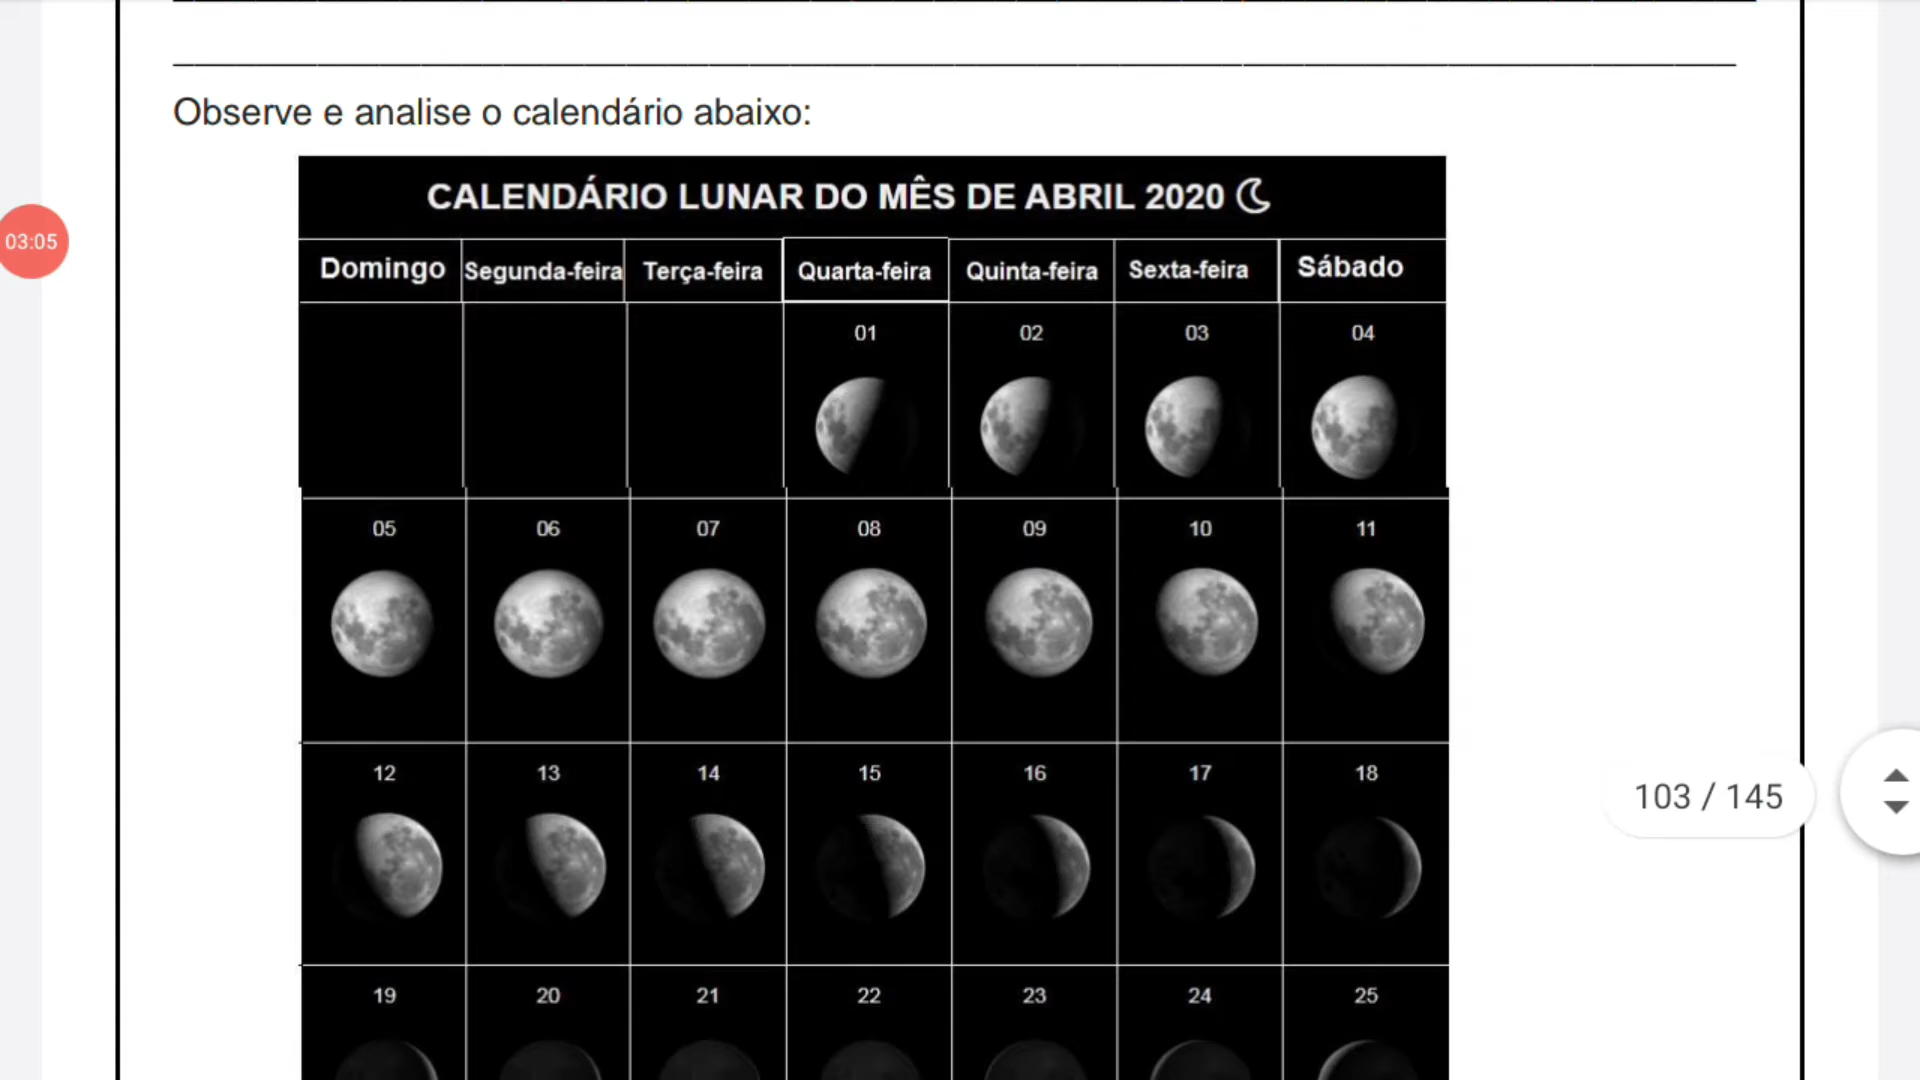 Observe e analise o calendário abaixo:
CALENDÁRIO LUNAR DO MÊS DE ABRIL 2020
03:05
Domingo Segunda-feira Terça-feira Quarta-feira Quinta-feira Sexta-feira Sábado
01 02 03 04
05 06 07 08 09 10 11
12 13 14 15 16 17 18
103 / 145
19 20 21 22 23 24 25